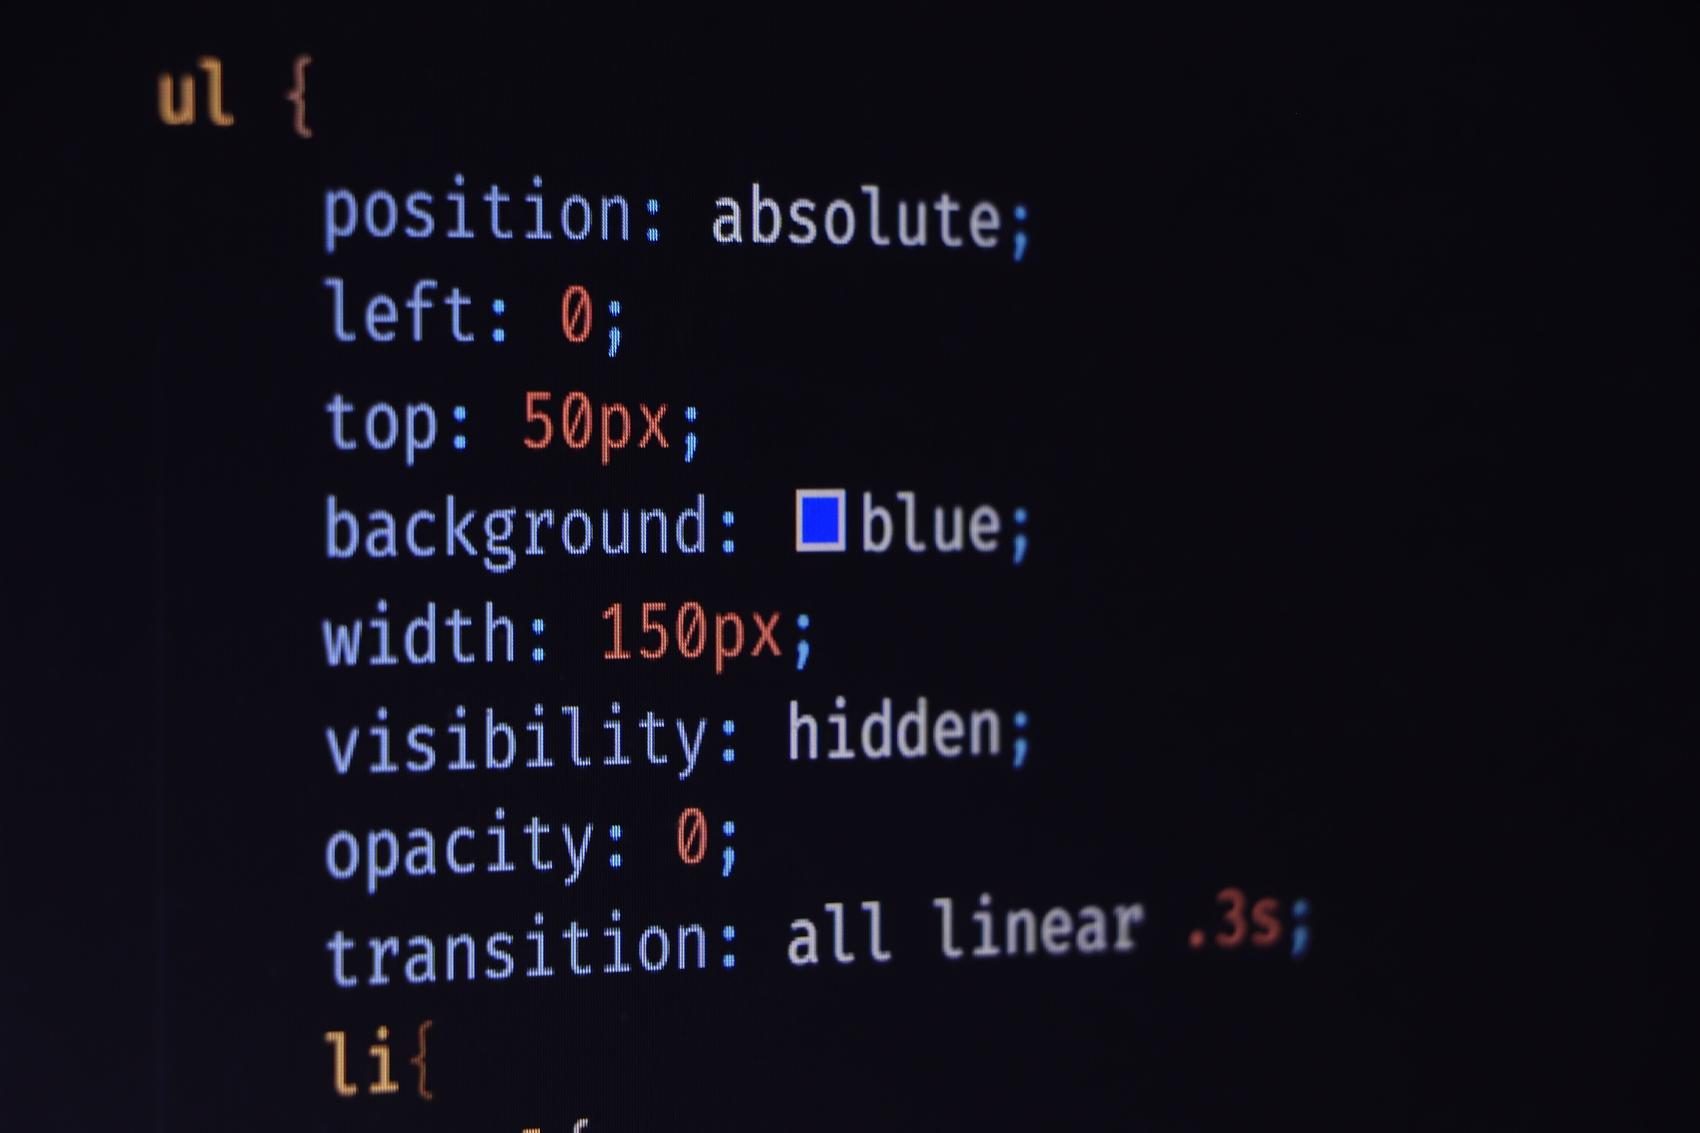 ul {
position: absolute;
left: 0;
top: 50px;
background: blue;
width: 150px;
visibility: hidden;
opacity: 0;
transition: all linear .3s;
li{